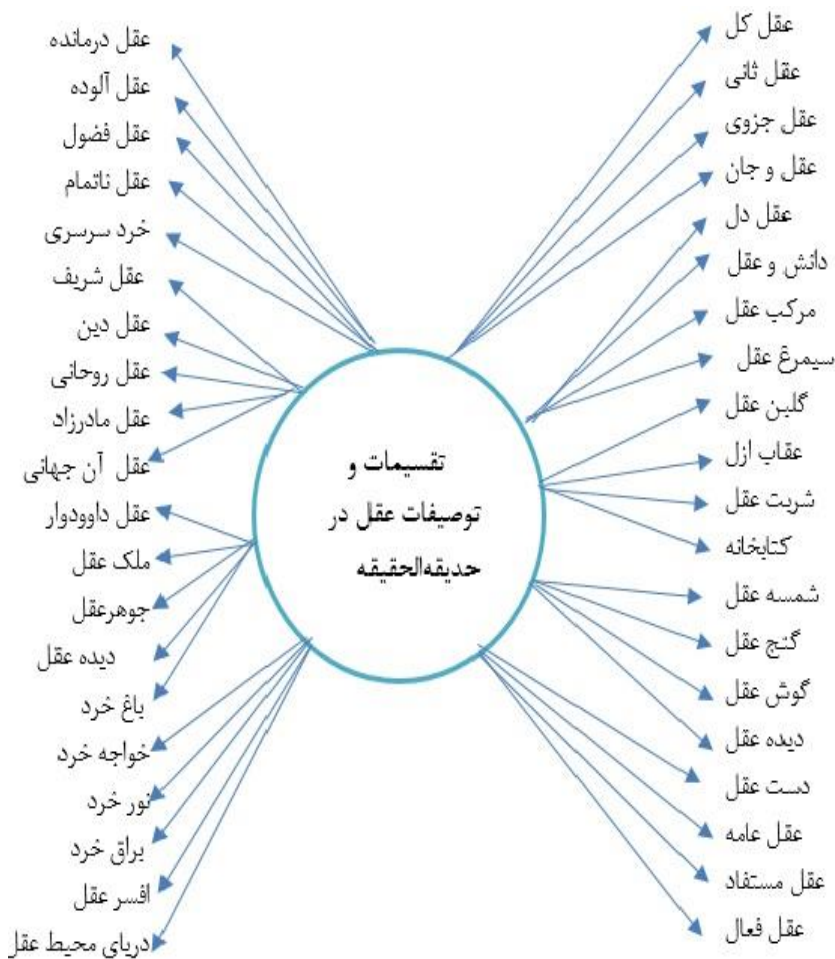 عقل کل
عقل ثانی
عقل جزوی
عقل و جان
عقل دل
دانش و عقل
مرکب عقل
سیمرغ عقل
گلبن عقل
عقاب ازل
شربت عقل
کتابخانه
شمسه عقل
گنج عقل
گوش عقل
دیده عقل
دست عقل
عقل عامه
عقل مستفاد
عقل فعال
تقسیمات و
توصیفات عقل در
حدیقه‌الحقیقه
عقل درمانده
عقل آلوده
عقل فضول
عقل ناتمام
خرد سرسری
عقل شریف
عقل دین
عقل روحانی
عقل مادرزاد
عقل آن جهانی
عقل داوودوار
ملک عقل
جوهرعقل
دیده عقل
باغ خرد
خواجه خرد
نور خرد
براق خرد
افسر عقل
دریای محیط عقل